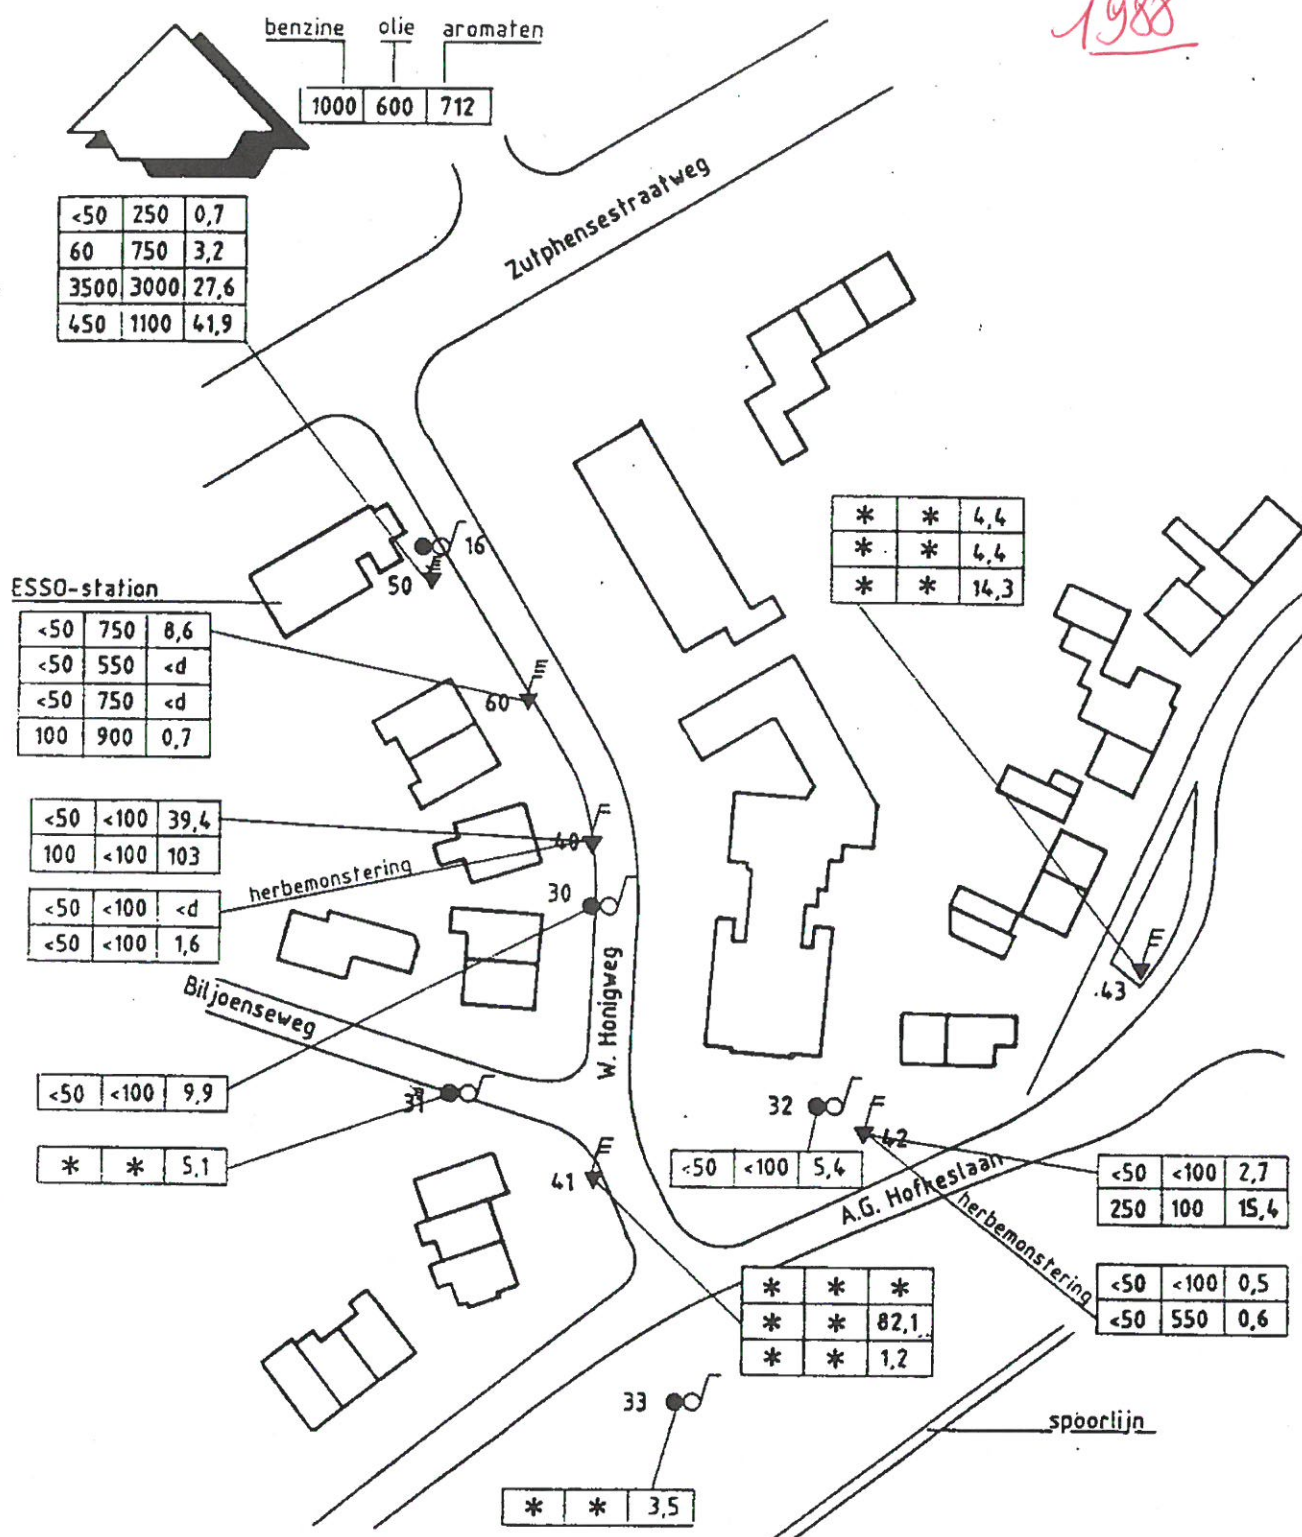 1988
benzine olie aromaten
1000 600 712
<50 250 0,7
60 750 3,2
3500 3000 27,6
450 1100 41,9
Zutphensestraatweg
16
50
* * 4,4
* * 4,4
* * 14,3
ESSO-station
<50 750 8,6
<50 550 <d
<50 750 <d
100 900 0,7
60
<50 <100 39,4
100 <100 103
40
herbemonstering
<50 <100 <d
<50 <100 1,6
30
Biljoenseweg
W. Honigweg
43
<50 <100 9,9
31
32
42
* * 5,1
<50 <100 5,4
41
A.G. Hofkeslaan
<50 <100 2,7
250 100 15,4
herbemonstering
<50 <100 0,5
<50 550 0,6
* * *
* * 82,1
* * 1,2
33
spoorlijn
* * 3,5